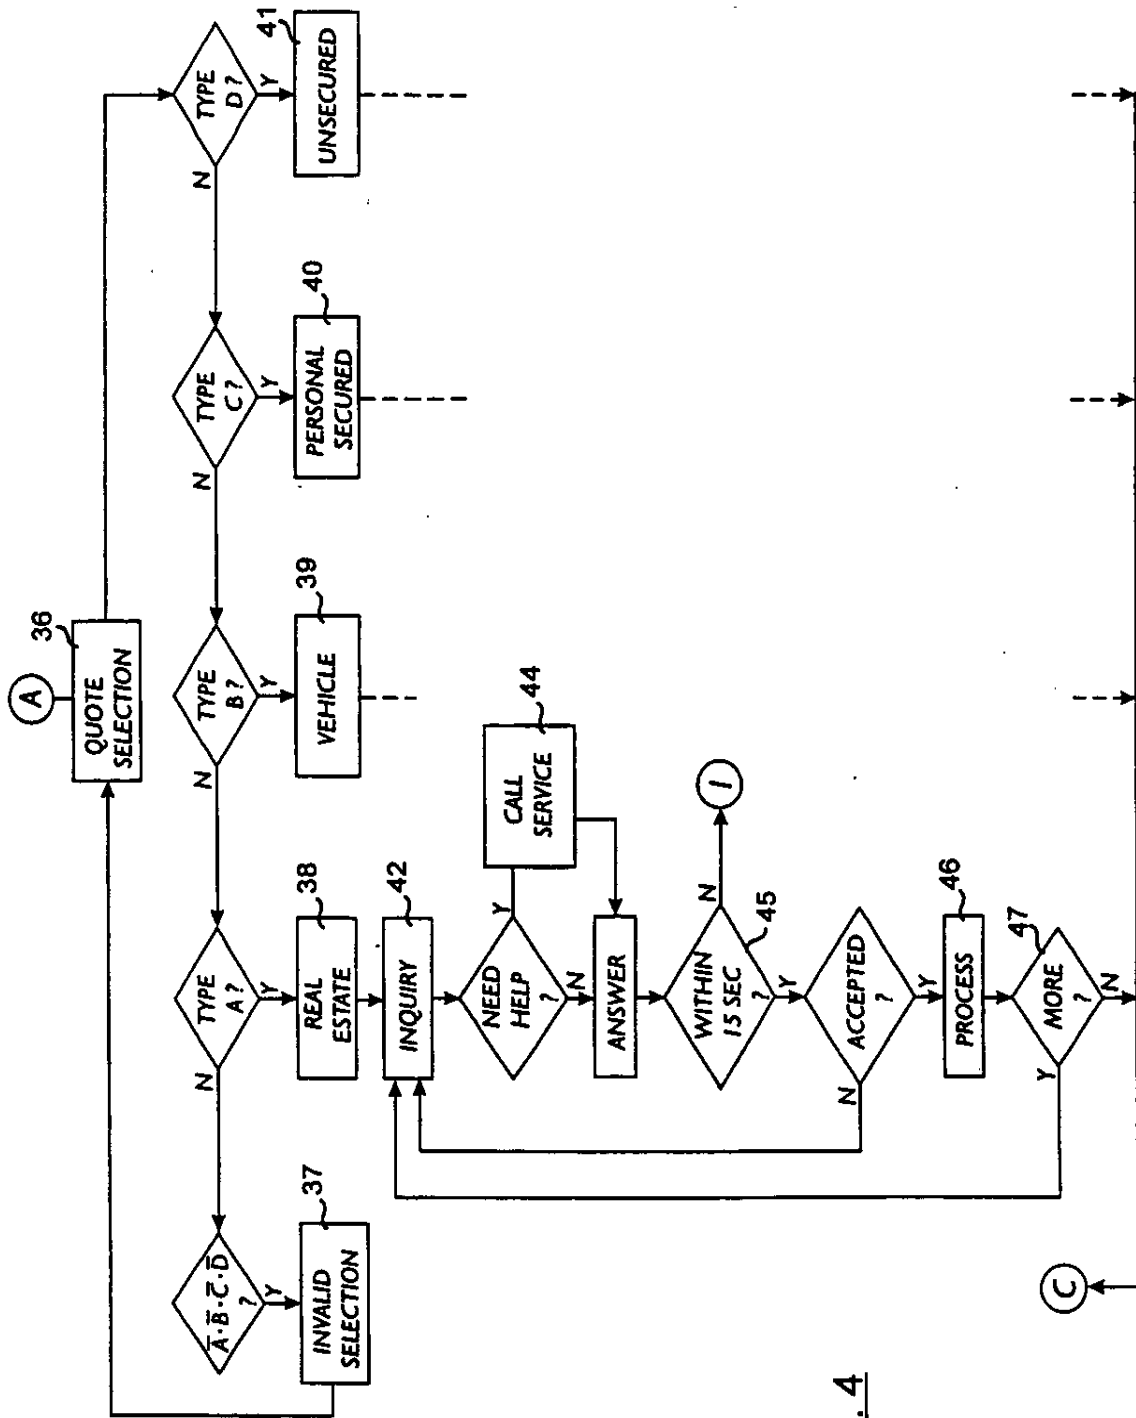 A
36
QUOTE
SELECTION
TYPE
D?
N
Y
41
UNSECURED
TYPE
C?
N
Y
40
PERSONAL
SECURED
TYPE
B?
N
Y
39
VEHICLE
TYPE
A?
N
Y
38
REAL
ESTATE
A̅·B̅·C̅·D̅
?
Y
37
INVALID
SELECTION
42
INQUIRY
NEED
HELP
?
Y
N
44
CALL
SERVICE
ANSWER
WITHIN
15 SEC
?
45
N
I
Y
ACCEPTED
?
N
Y
46
PROCESS
47
MORE
?
Y
N
C
. 4